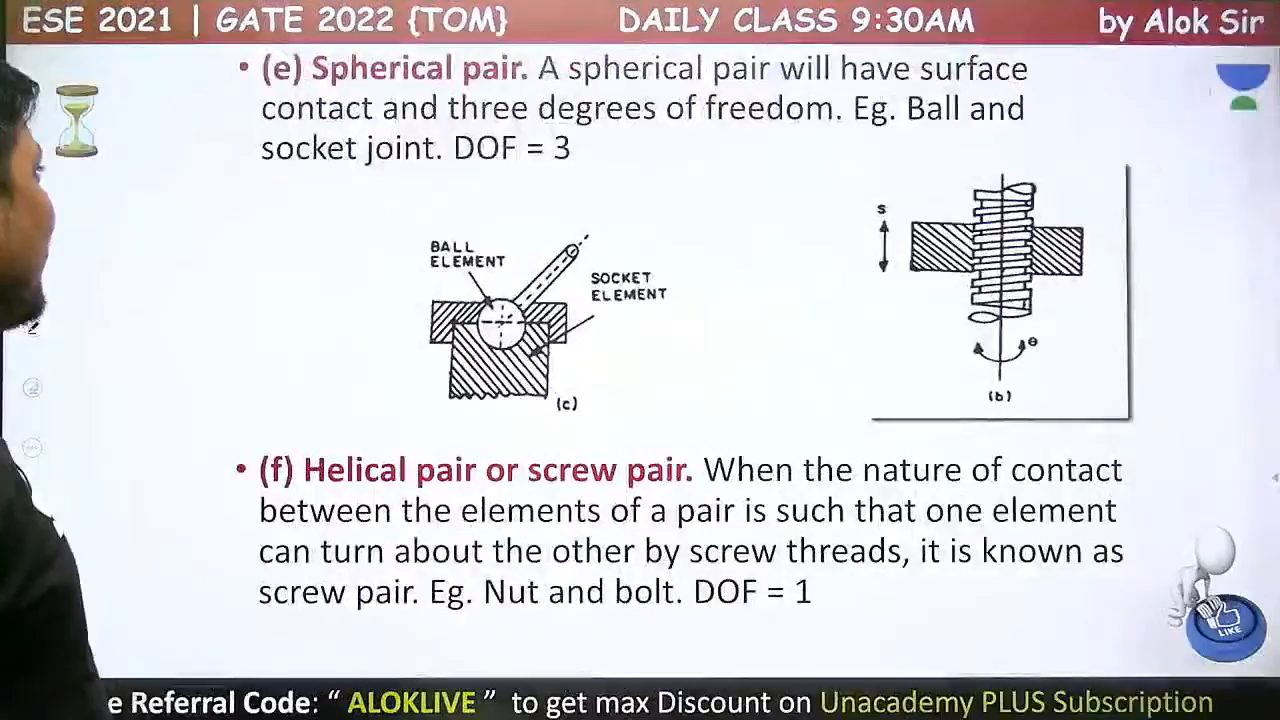 ESE 2021 | GATE 2022 {TOM} DAILY CLASS 9:30AM by Alok Sir
• (e) Spherical pair. A spherical pair will have surface
contact and three degrees of freedom. Eg. Ball and
socket joint. DOF = 3
BALL
ELEMENT
SOCKET
ELEMENT
(c)
s
θ
(b)
• (f) Helical pair or screw pair. When the nature of contact
between the elements of a pair is such that one element
can turn about the other by screw threads, it is known as
screw pair. Eg. Nut and bolt. DOF = 1
LIKE
e Referral Code: “ ALOKLIVE ” to get max Discount on Unacademy PLUS Subscription